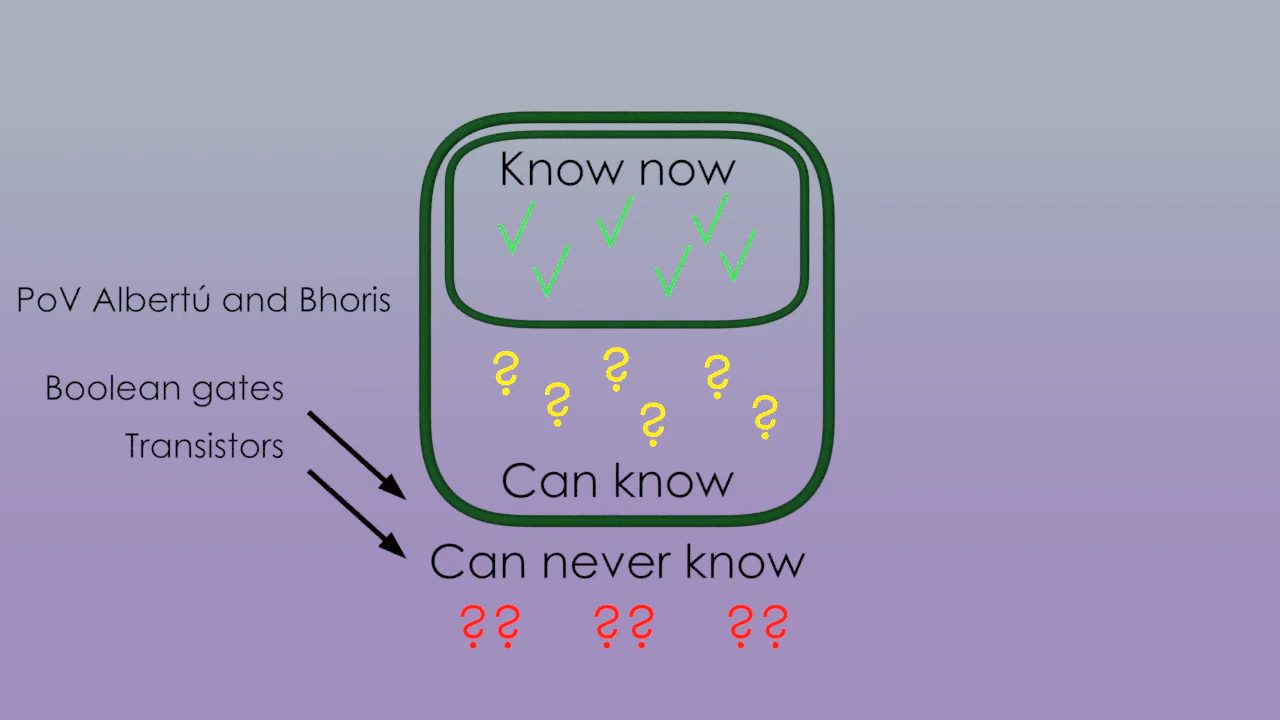 Know now
PoV Albertú and Bhoris
? ? ? ? ? ?
Boolean gates
Transistors
Can know
Can never know
?? ?? ??